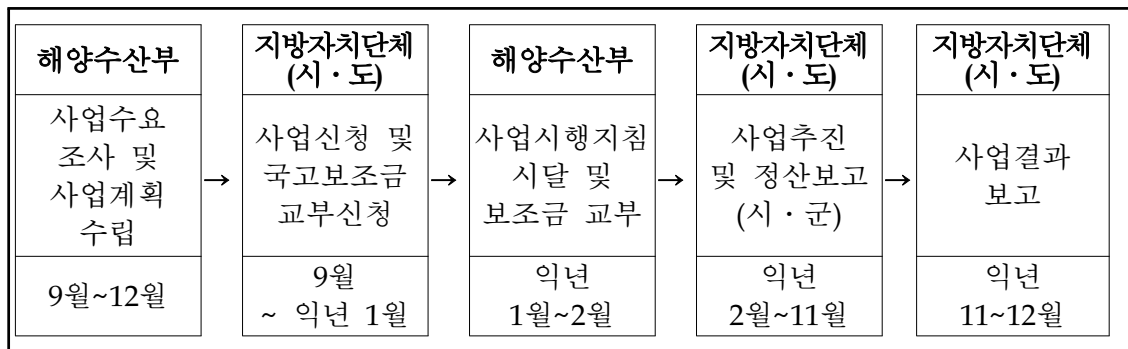 해양수산부
사업수요
조사 및
사업계획
수립
9월~12월
→
지방자치단체
(시·도)
사업신청 및
국고보조금
교부신청
9월
~ 익년 1월
→
해양수산부
사업시행지침
시달 및
보조금 교부
익년
1월~2월
→
지방자치단체
(시·도)
사업추진
및 정산보고
(시·군)
익년
2월~11월
→
지방자치단체
(시·도)
사업결과
보고
익년
11~12월